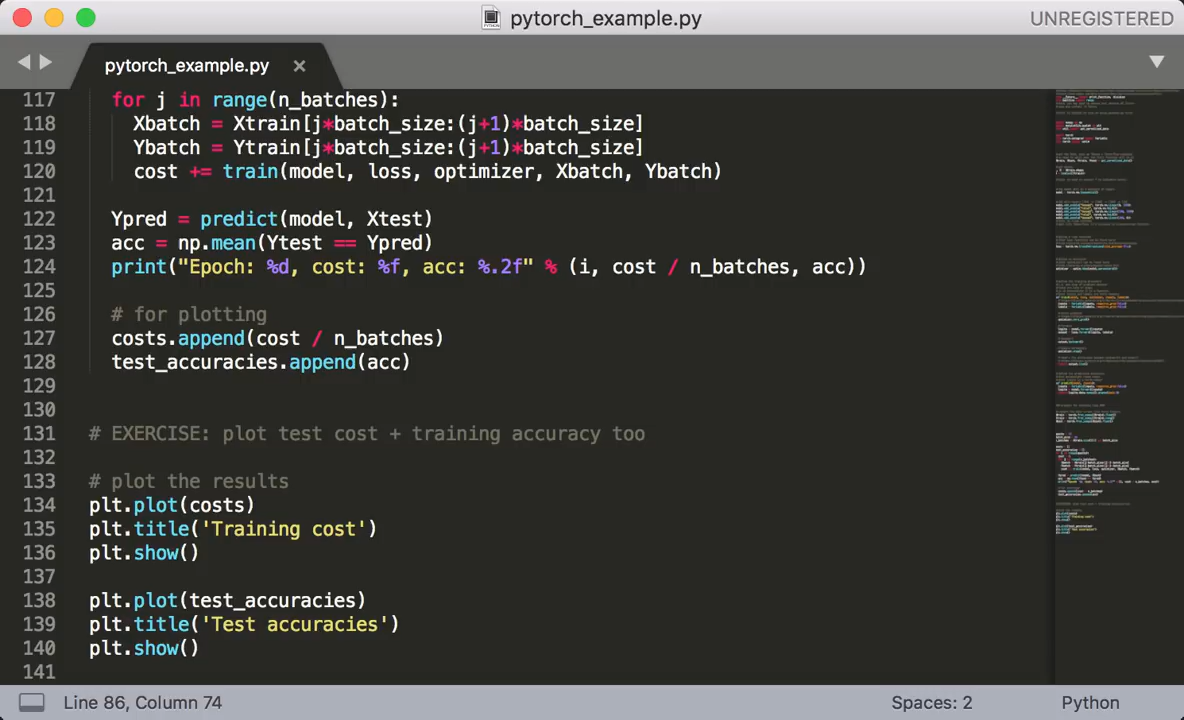 pytorch_example.py
UNREGISTERED
pytorch_example.py ×
117 for j in range(n_batches):
118 Xbatch = Xtrain[j*batch_size:(j+1)*batch_size]
119 Ybatch = Ytrain[j*batch_size:(j+1)*batch_size]
120 cost += train(model, loss, optimizer, Xbatch, Ybatch)
121
122 Ypred = predict(model, Xtest)
123 acc = np.mean(Ytest == Ypred)
124 print("Epoch: %d, cost: %f, acc: %.2f" % (i, cost / n_batches, acc))
125
126 # for plotting
127 costs.append(cost / n_batches)
128 test_accuracies.append(acc)
129
130
131 # EXERCISE: plot test cost + training accuracy too
132
133 # plot the results
134 plt.plot(costs)
135 plt.title('Training cost')
136 plt.show()
137
138 plt.plot(test_accuracies)
139 plt.title('Test accuracies')
140 plt.show()
141
Line 86, Column 74
Spaces: 2
Python